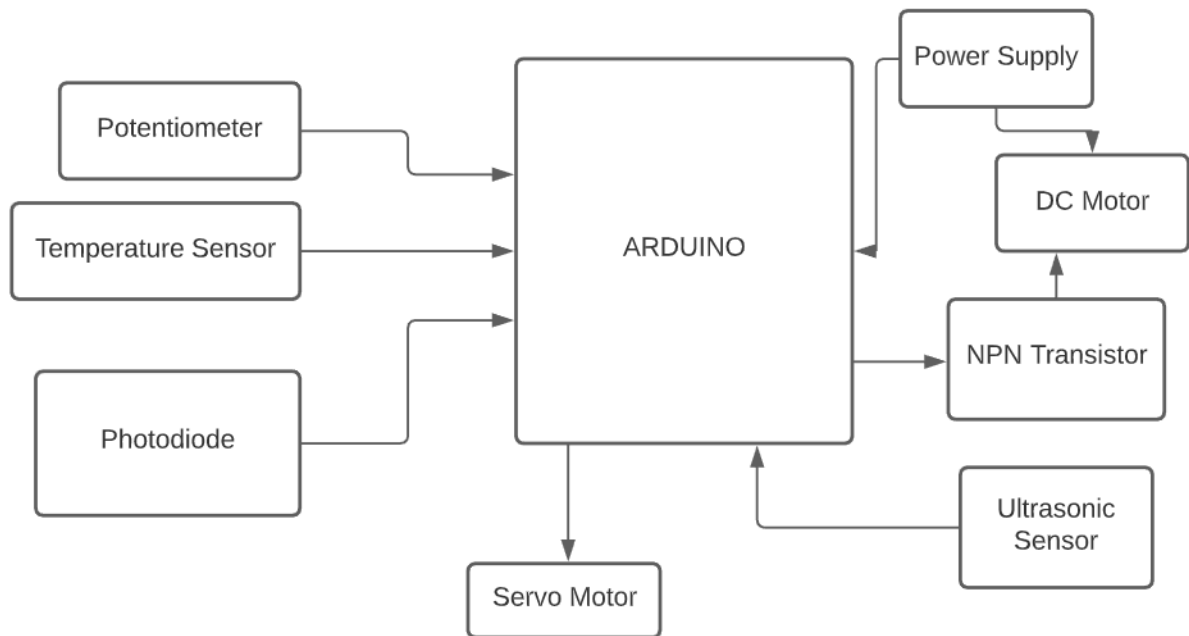 Power Supply
Potentiometer
DC Motor
Temperature Sensor
ARDUINO
NPN Transistor
Photodiode
Ultrasonic
Sensor
Servo Motor